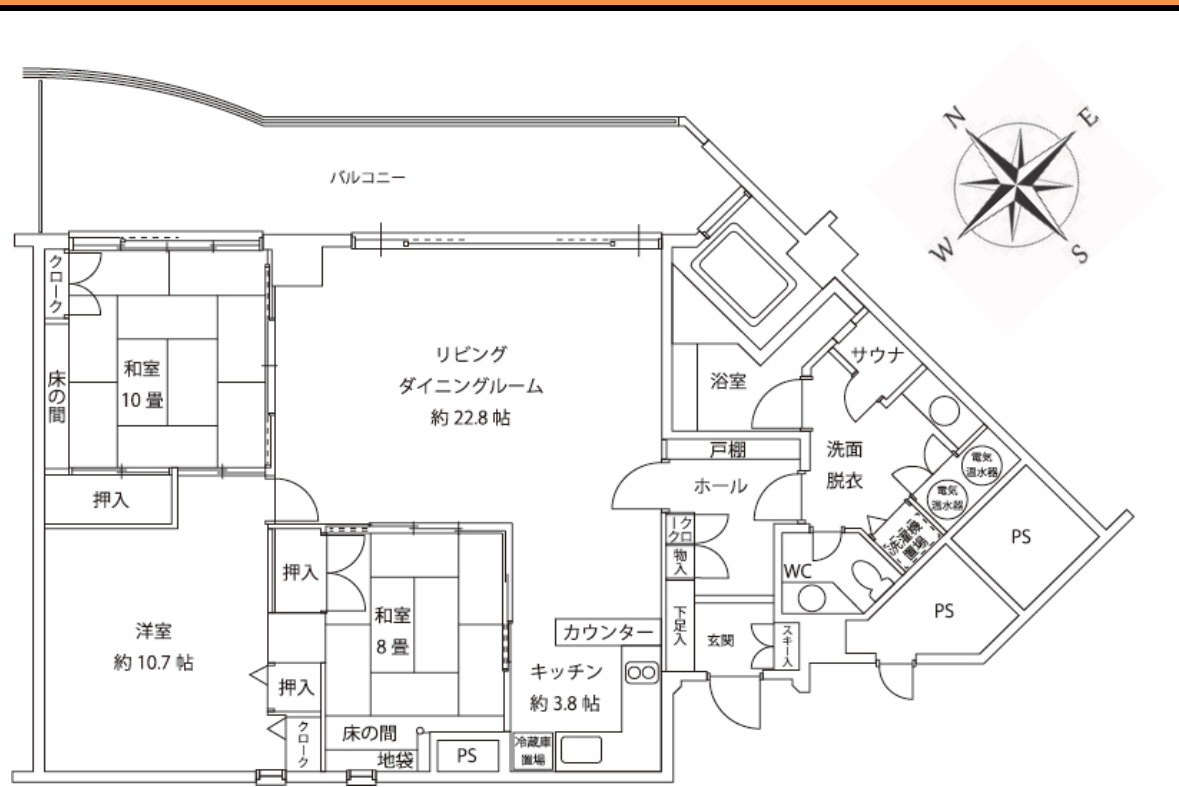 N
E
W
S
バルコニー
クローク
和室
10 畳
床の間
押入
リビング
ダイニングルーム
約 22.8 帖
浴室
サウナ
洗面
脱衣
電気
温水器
電気
温水器
洗濯機
置場
戸棚
ホール
クローク
物入
下足入
玄関
スキー入
WC
PS
PS
洋室
約 10.7 帖
押入
和室
8 畳
押入
クローク
床の間
地袋
PS
カウンター
キッチン
約 3.8 帖
冷蔵庫
置場